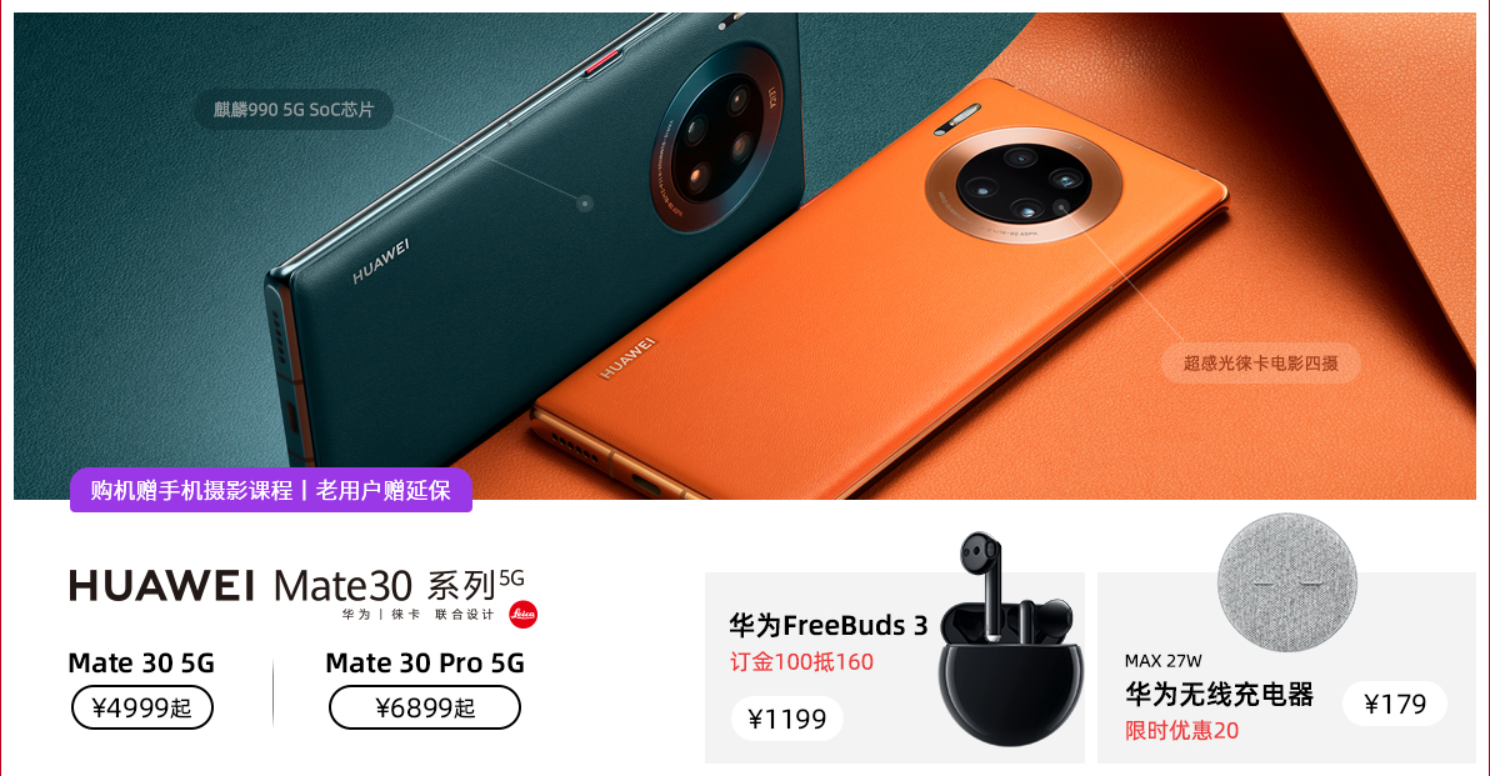 麒麟990 5G SoC芯片
LEICA
HUAWEI
HUAWEI
超感光徕卡电影四摄
购机赠手机摄影课程丨老用户赠延保
HUAWEI Mate30 系列5G
华为丨徕卡 联合设计 Leica
Mate 30 5G
¥4999起
Mate 30 Pro 5G
¥6899起
华为FreeBuds 3
订金100抵160
¥1199
MAX 27W
华为无线充电器
限时优惠20
¥179